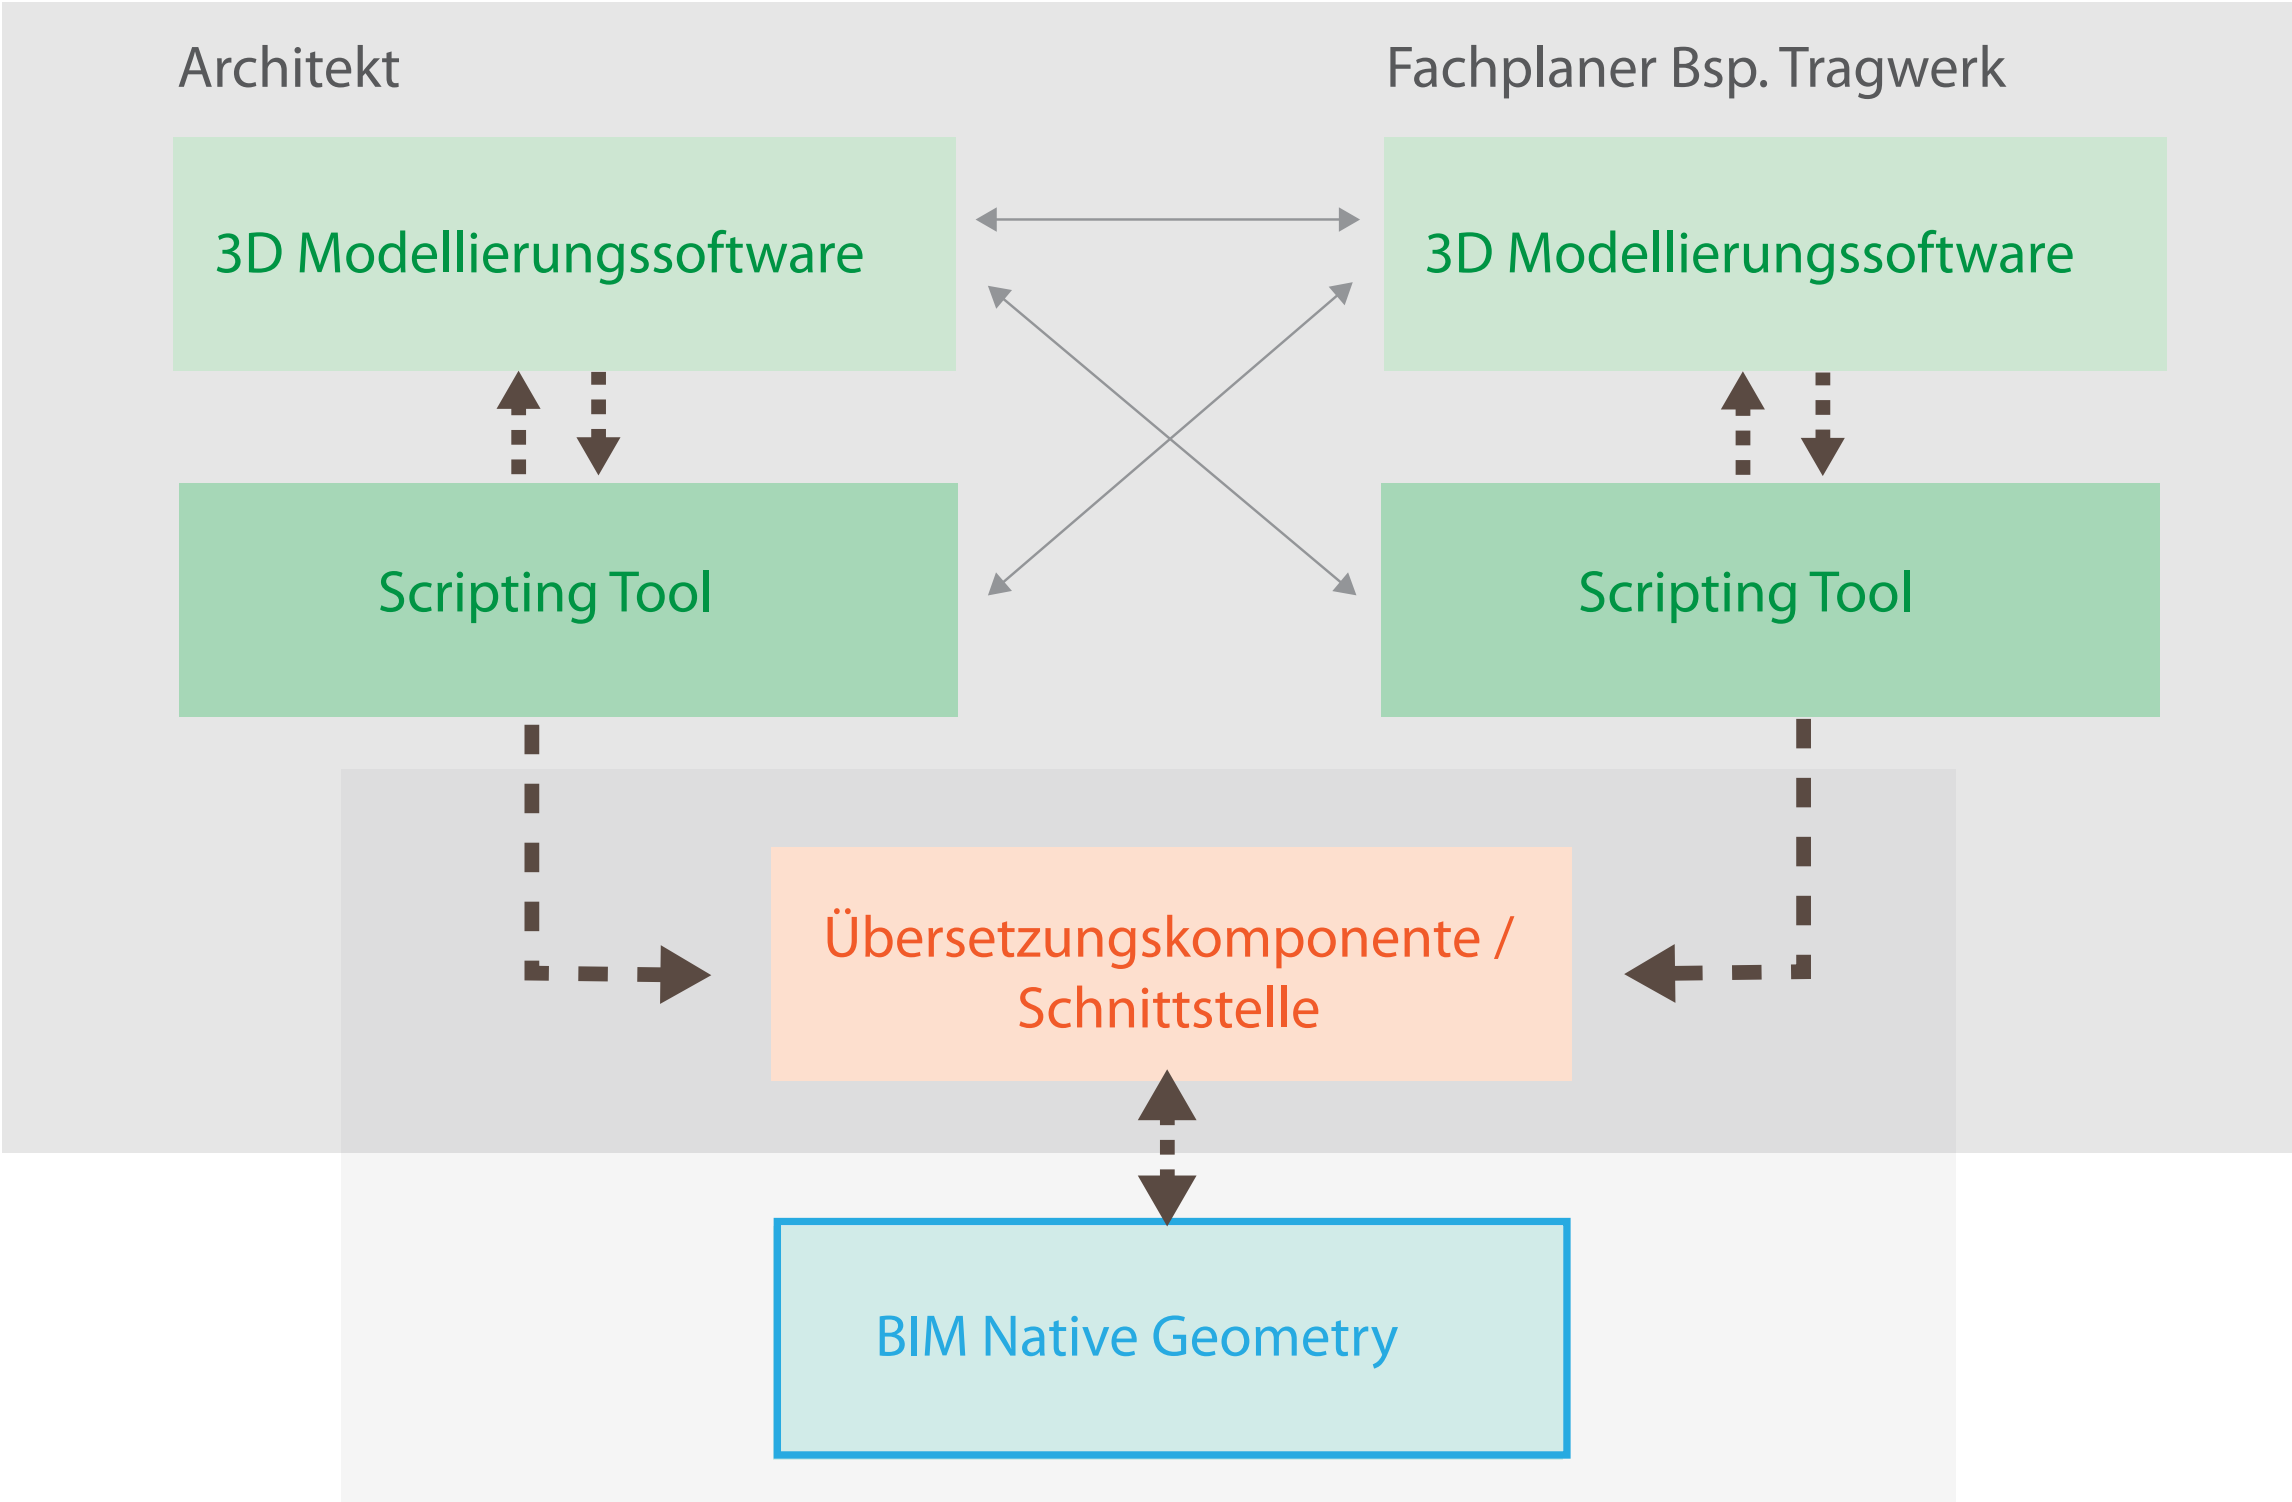 Architekt
Fachplaner Bsp. Tragwerk
3D Modellierungssoftware
3D Modellierungssoftware
Scripting Tool
Scripting Tool
Übersetzungskomponente /
Schnittstelle
BIM Native Geometry